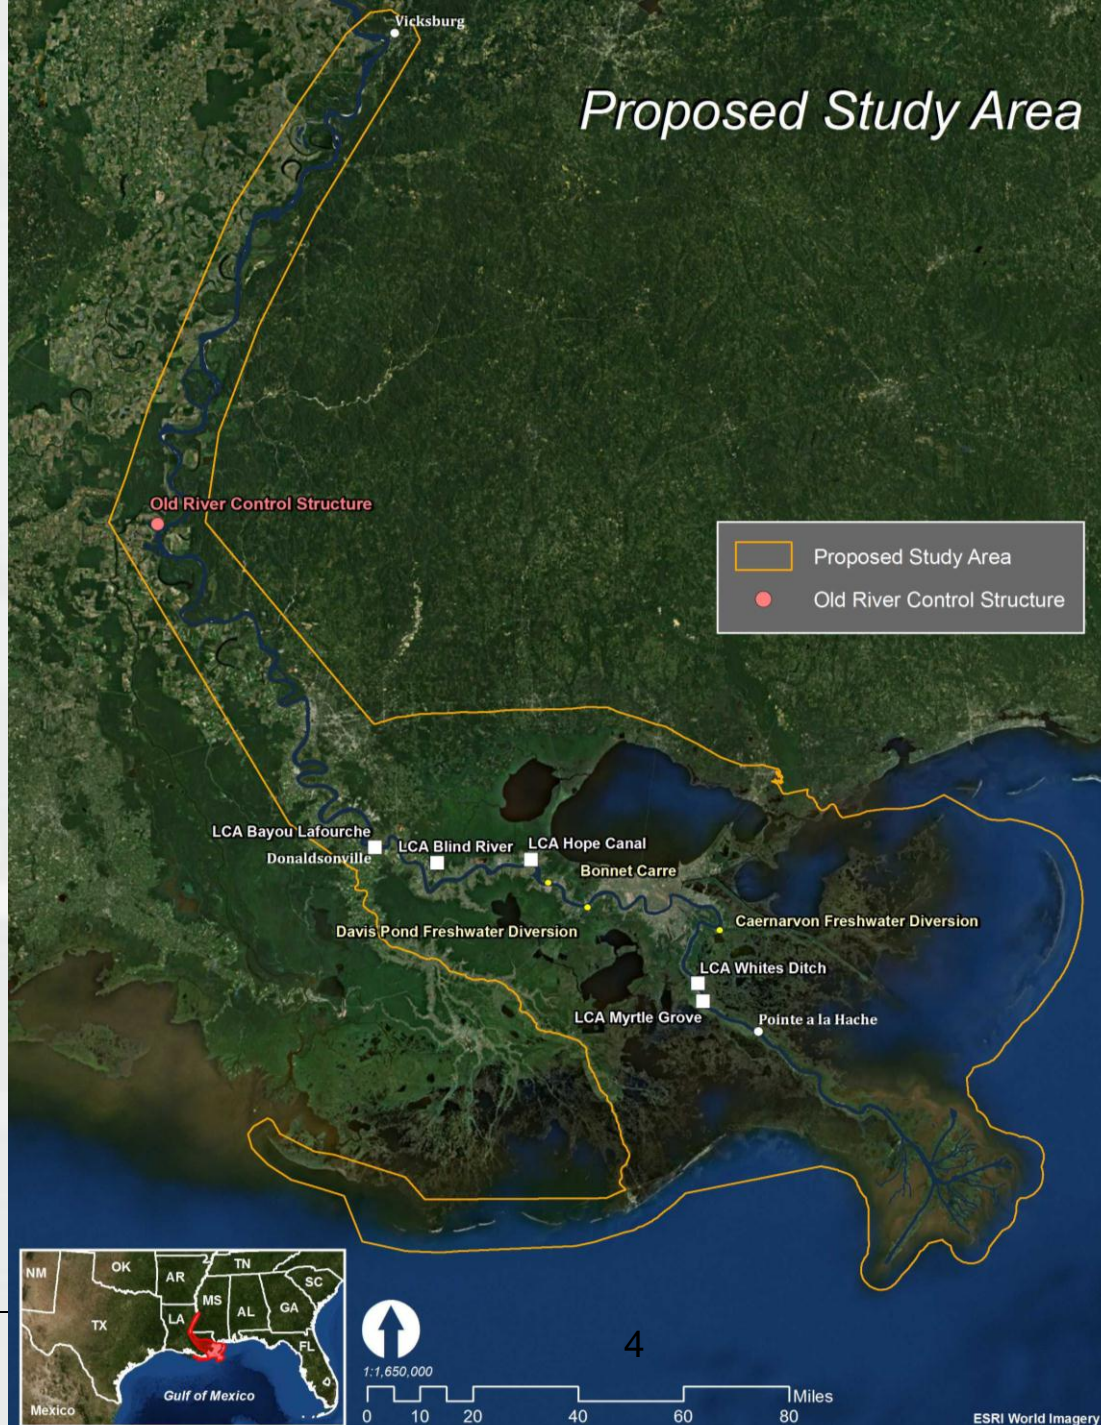 Vicksburg
Proposed Study Area
Old River Control Structure
Proposed Study Area
Old River Control Structure
LCA Bayou Lafourche
Donaldsonville
LCA Blind River
LCA Hope Canal
Bonnet Carre
Davis Pond Freshwater Diversion
Caernarvon Freshwater Diversion
LCA Whites Ditch
LCA Myrtle Grove
Pointe a la Hache
NM
OK
AR
TN
SC
MS
AL
GA
TX
LA
FL
Gulf of Mexico
Mexico
4
1:1,650,000
Miles
0 10 20 40 60 80
ESRI World Imagery